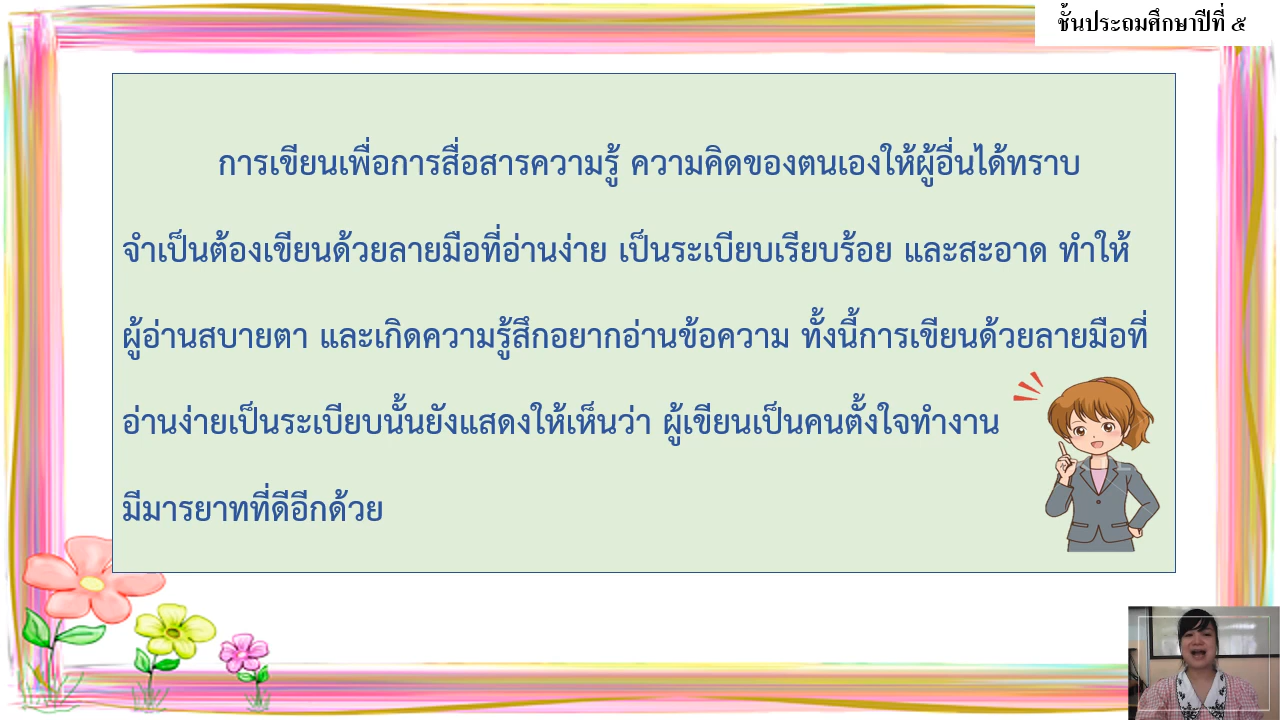 ชั้นประถมศึกษาปีที่ ๕
การเขียนเพื่อการสื่อสารความรู้ ความคิดของตนเองให้ผู้อื่นได้ทราบ
จำเป็นต้องเขียนด้วยลายมือที่อ่านง่าย เป็นระเบียบเรียบร้อย และสะอาด ทำให้
ผู้อ่านสบายตา และเกิดความรู้สึกอยากอ่านข้อความ ทั้งนี้การเขียนด้วยลายมือที่
อ่านง่ายเป็นระเบียบนั้นยังแสดงให้เห็นว่า ผู้เขียนเป็นคนตั้งใจทำงาน
มีมารยาทที่ดีอีกด้วย